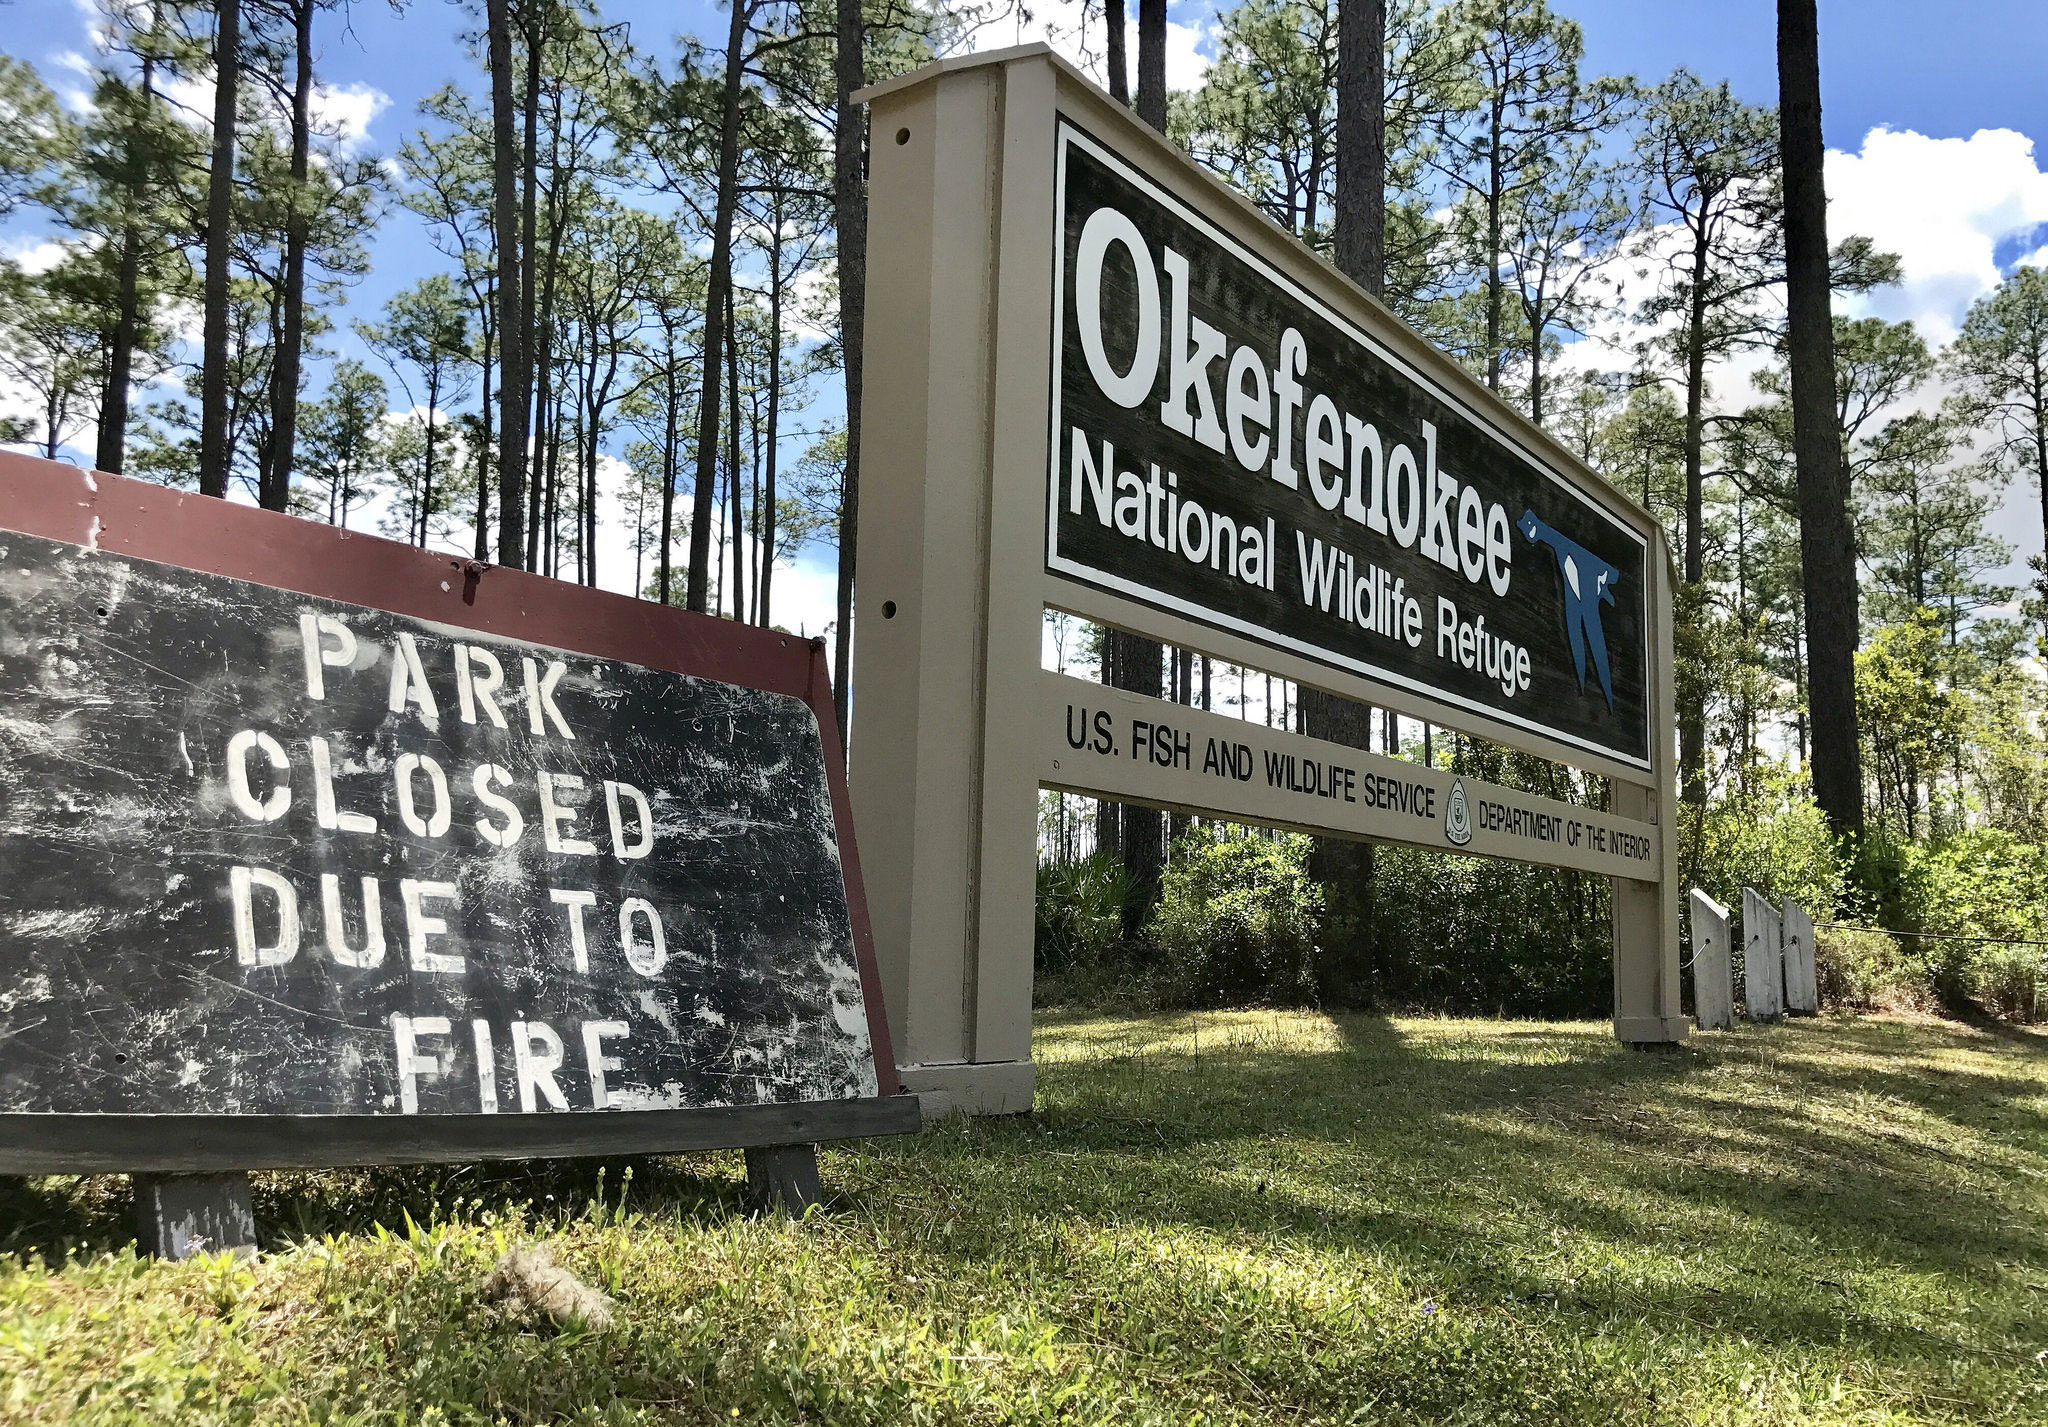 PARK
CLOSED
DUE TO
FIRE
Okefenokee
National Wildlife Refuge
U.S. FISH AND WILDLIFE SERVICE DEPARTMENT OF THE INTERIOR